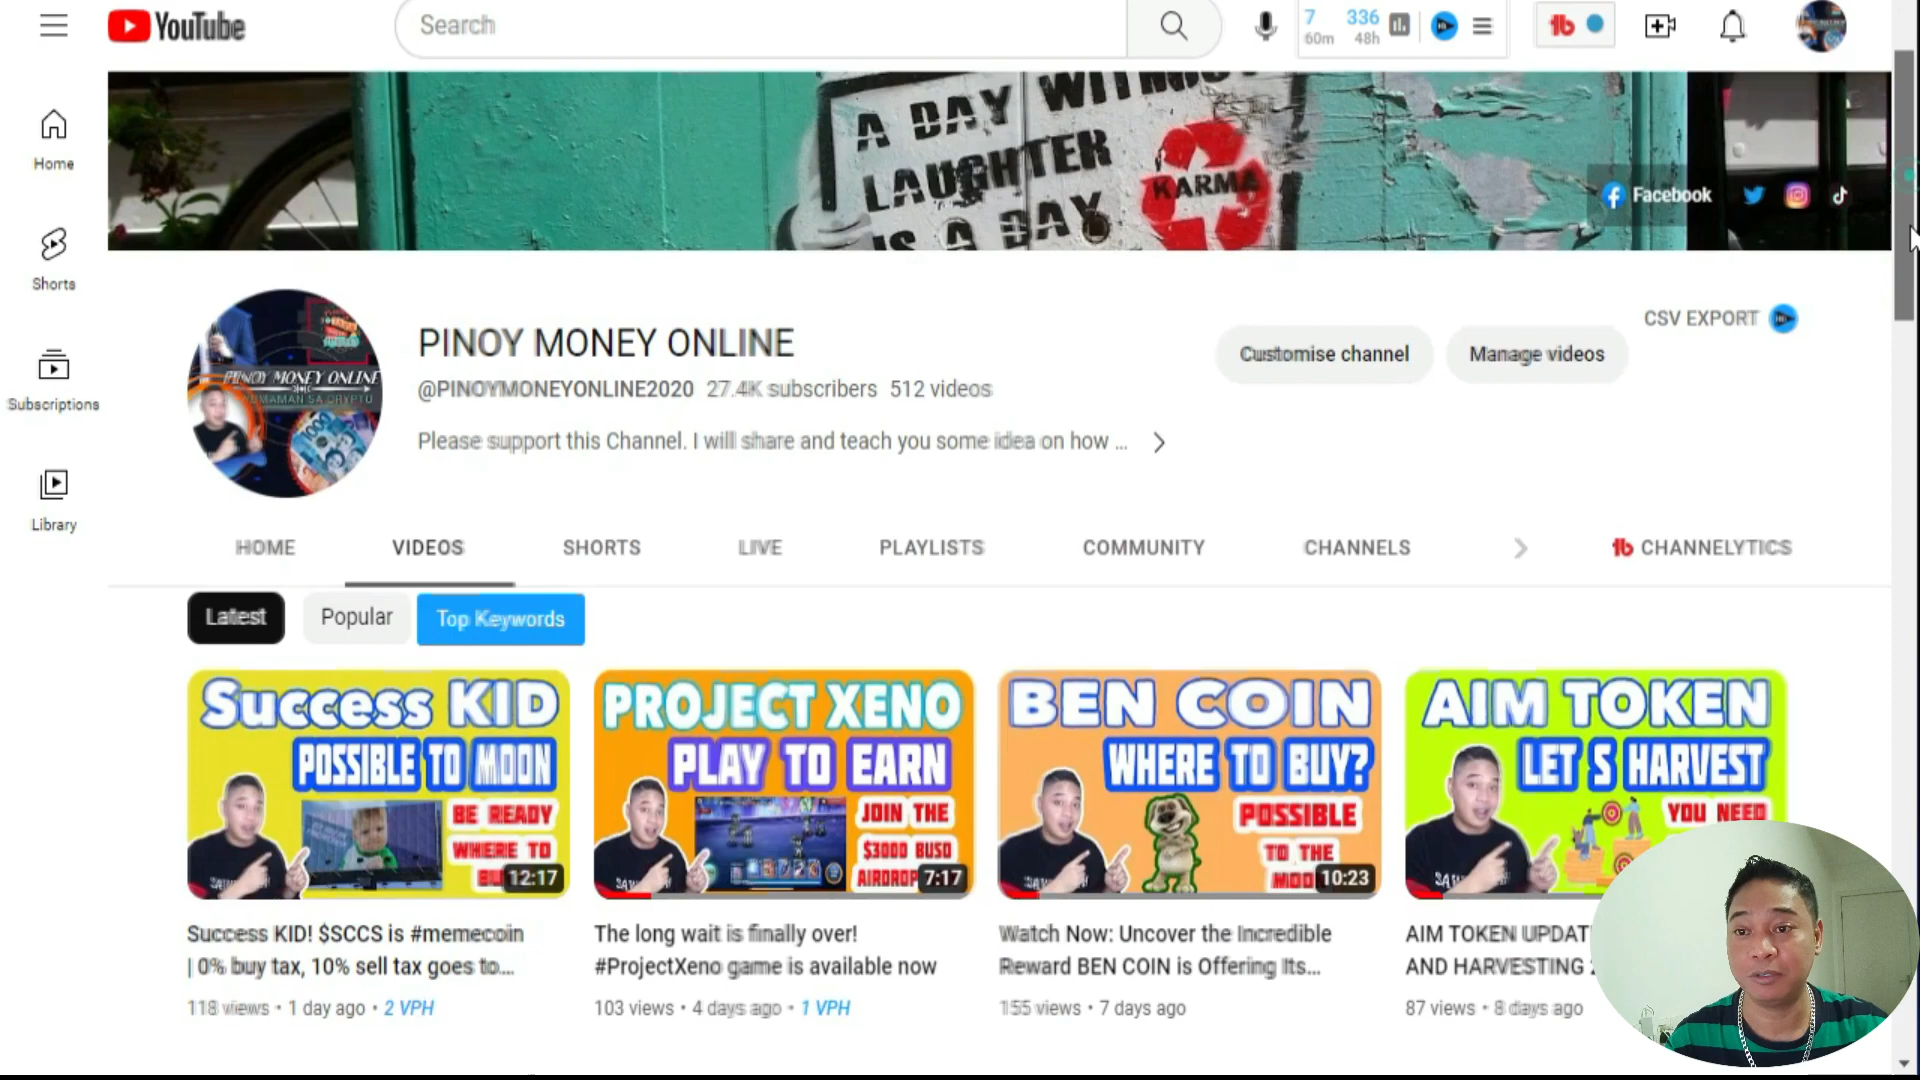 YouTube
Search
7
60m
336
48h
A DAY WITHOUT
LAUGHTER
IS A DAY
KARMA
Facebook
Home
Shorts
Subscriptions
Library
PINOY MONEY ONLINE
PINOY MONEY ONLINE
@PINOYMONEYONLINE2020 27.4K subscribers 512 videos
Please support this Channel. I will share and teach you some idea on how ...
Customise channel
Manage videos
CSV EXPORT
HOME
VIDEOS
SHORTS
LIVE
PLAYLISTS
COMMUNITY
CHANNELS
CHANNELYTICS
Latest
Popular
Top Keywords
Success KID
POSSIBLE TO MOON
BE READY
WHERE TO
12:17
PROJECT XENO
PLAY TO EARN
JOIN THE
$3000 BUSD
AIRDROP
7:17
BEN COIN
WHERE TO BUY?
POSSIBLE
TO THE
10:23
AIM TOKEN
LET S HARVEST
YOU NEED
Success KID! $SCCS is #memecoin
| 0% buy tax, 10% sell tax goes to...
118 views • 1 day ago • 2 VPH
The long wait is finally over!
#ProjectXeno game is available now
103 views • 4 days ago • 1 VPH
Watch Now: Uncover the Incredible
Reward BEN COIN is Offering Its...
155 views • 7 days ago
AIM TOKEN UPDAT
AND HARVESTING
87 views • 8 days ago